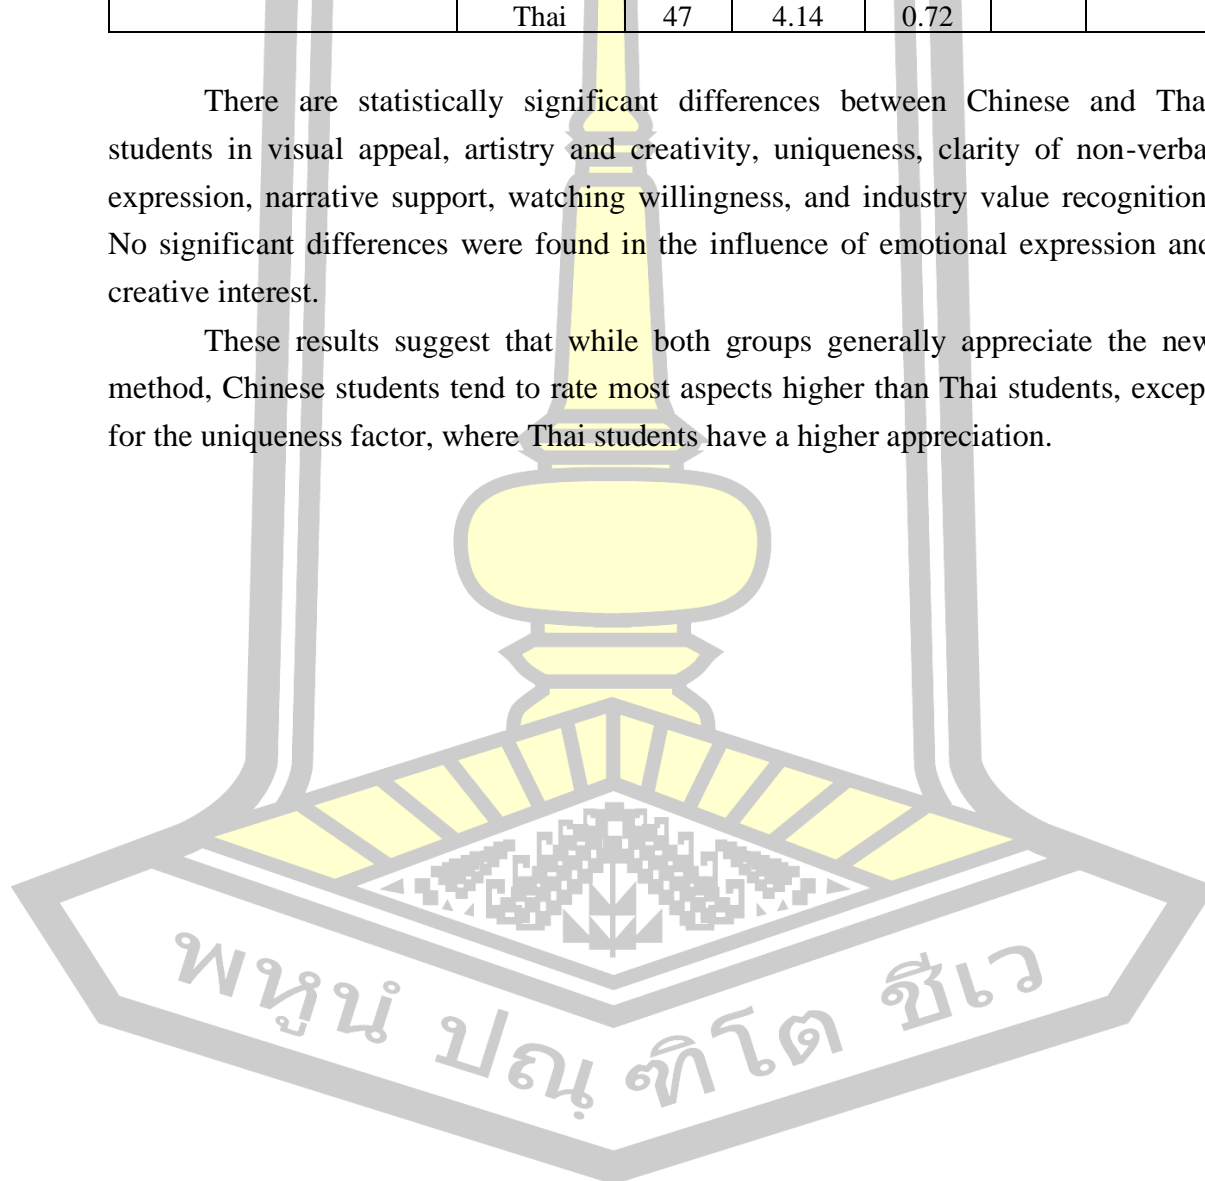 Thai 47 4.14 0.72
There are statistically significant differences between Chinese and Tha
students in visual appeal, artistry and creativity, uniqueness, clarity of non-verba
expression, narrative support, watching willingness, and industry value recognition
No significant differences were found in the influence of emotional expression and
creative interest.
These results suggest that while both groups generally appreciate the new
method, Chinese students tend to rate most aspects higher than Thai students, excep
for the uniqueness factor, where Thai students have a higher appreciation.
พหูนํ ปณฺฑิโต ชีเว